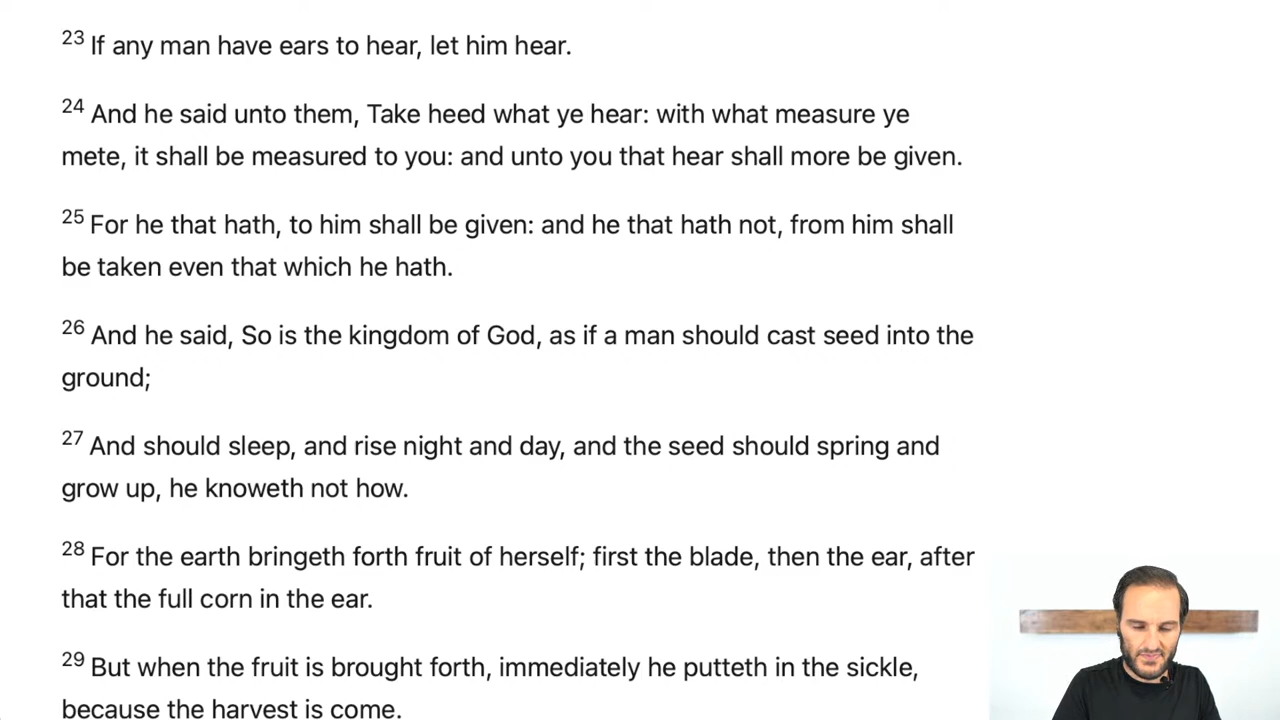 23 If any man have ears to hear, let him hear.
24 And he said unto them, Take heed what ye hear: with what measure ye
mete, it shall be measured to you: and unto you that hear shall more be given.
25 For he that hath, to him shall be given: and he that hath not, from him shall
be taken even that which he hath.
26 And he said, So is the kingdom of God, as if a man should cast seed into the
ground;
27 And should sleep, and rise night and day, and the seed should spring and
grow up, he knoweth not how.
28 For the earth bringeth forth fruit of herself; first the blade, then the ear, after
that the full corn in the ear.
29 But when the fruit is brought forth, immediately he putteth in the sickle,
because the harvest is come.